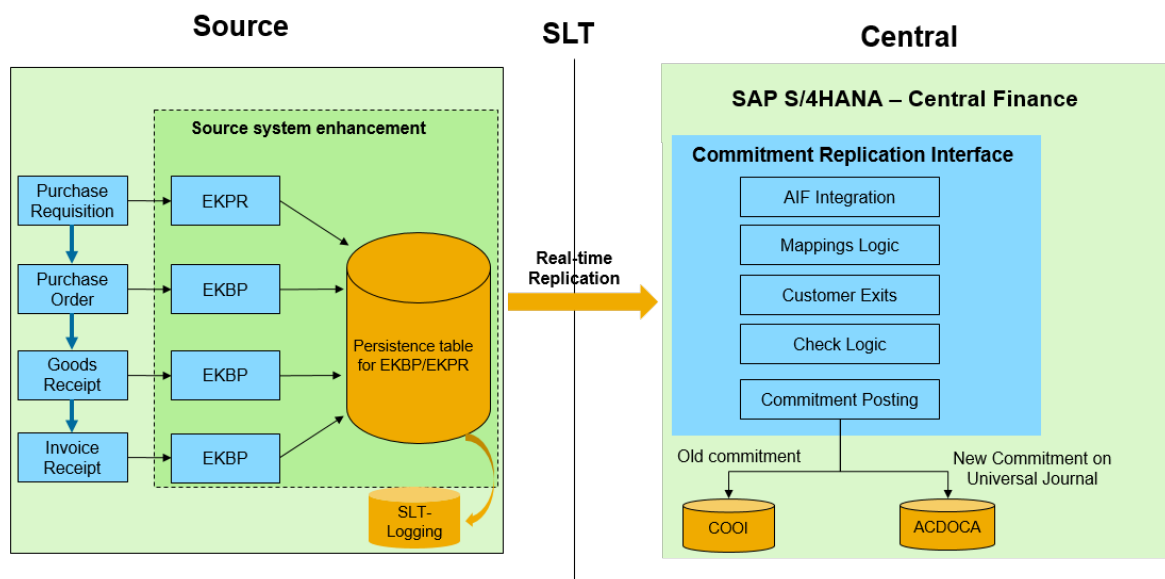 Source
SLT
Central
Source system enhancement
Purchase
Requisition
EKPR
Purchase
Order
EKBP
Goods
Receipt
EKBP
Invoice
Receipt
EKBP
Persistence table
for EKBP/EKPR
SLT-
Logging
Real-time
Replication
SAP S/4HANA – Central Finance
Commitment Replication Interface
AIF Integration
Mappings Logic
Customer Exits
Check Logic
Commitment Posting
Old commitment
New Commitment on
Universal Journal
COOI
ACDOCA